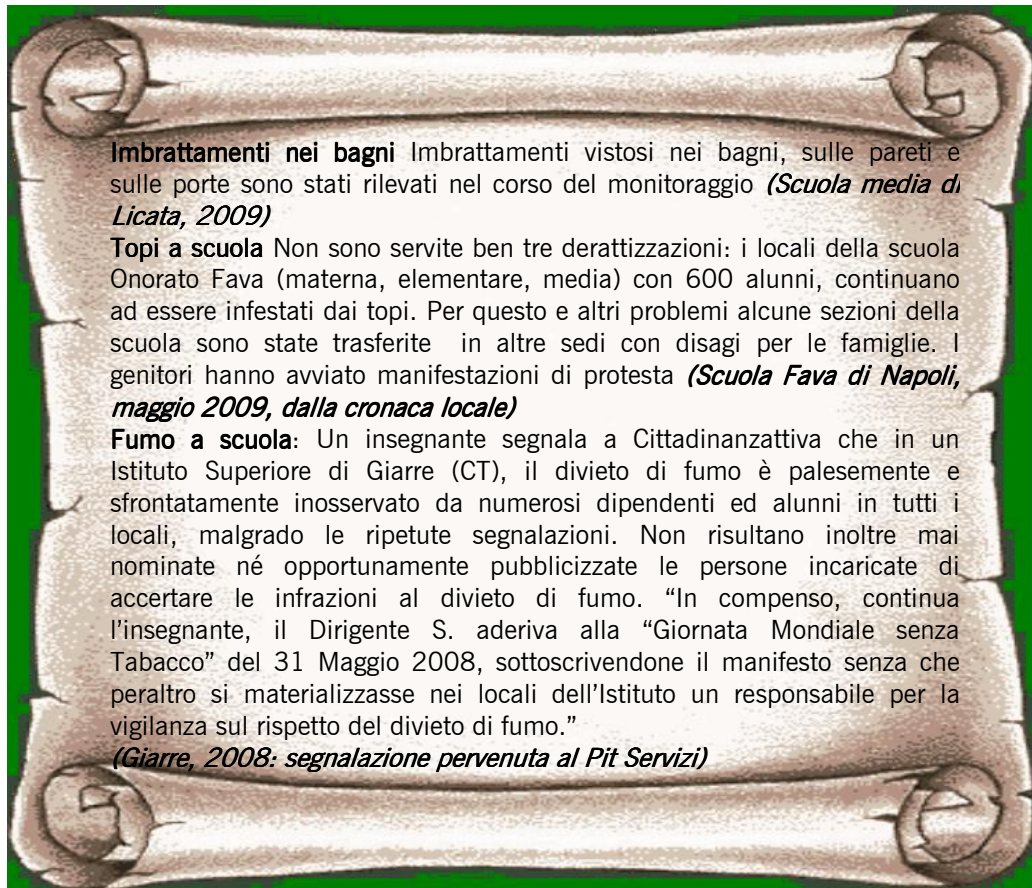 Imbrattamenti nei bagni Imbrattamenti vistosi nei bagni, sulle pareti e
sulle porte sono stati rilevati nel corso del monitoraggio (Scuola media di
Licata, 2009)
Topi a scuola Non sono servite ben tre derattizzazioni: i locali della scuola
Onorato Fava (materna, elementare, media) con 600 alunni, continuano
ad essere infestati dai topi. Per questo e altri problemi alcune sezioni della
scuola sono state trasferite in altre sedi con disagi per le famiglie. I
genitori hanno avviato manifestazioni di protesta (Scuola Fava di Napoli,
maggio 2009, dalla cronaca locale)
Fumo a scuola: Un insegnante segnala a Cittadinanzattiva che in un
Istituto Superiore di Giarre (CT), il divieto di fumo è palesemente e
sfrontatamente inosservato da numerosi dipendenti ed alunni in tutti i
locali, malgrado le ripetute segnalazioni. Non risultano inoltre mai
nominate né opportunamente pubblicizzate le persone incaricate di
accertare le infrazioni al divieto di fumo. “In compenso, continua
l’insegnante, il Dirigente S. aderiva alla “Giornata Mondiale senza
Tabacco” del 31 Maggio 2008, sottoscrivendone il manifesto senza che
peraltro si materializzasse nei locali dell’Istituto un responsabile per la
vigilanza sul rispetto del divieto di fumo.”
(Giarre, 2008: segnalazione pervenuta al Pit Servizi)